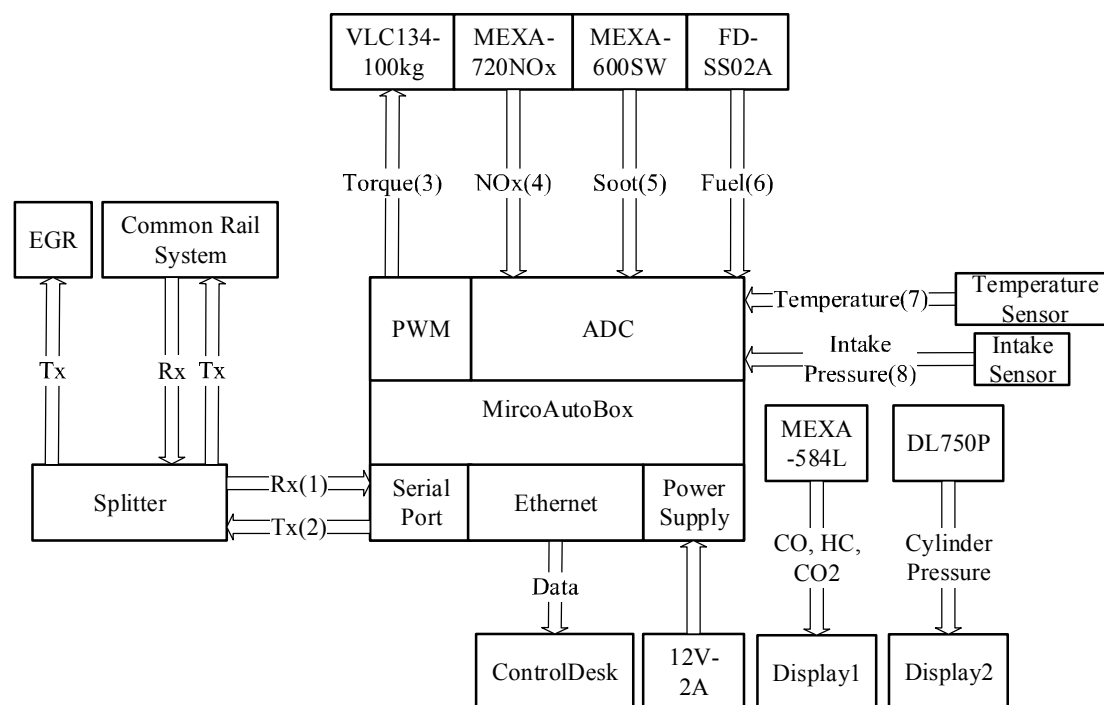 VLC134-
100kg
MEXA-
720NOx
MEXA-
600SW
FD-
SS02A
Torque(3)
NOx(4)
Soot(5)
Fuel(6)
EGR
Common Rail
System
Tx
Rx
Tx
PWM
ADC
Temperature(7)
Temperature
Sensor
Intake
Pressure(8)
Intake
Sensor
MircoAutoBox
Splitter
Rx(1)
Tx(2)
Serial
Port
Ethernet
Power
Supply
MEXA
-584L
DL750P
Data
CO, HC,
CO2
Cylinder
Pressure
ControlDesk
12V-
2A
Display1
Display2